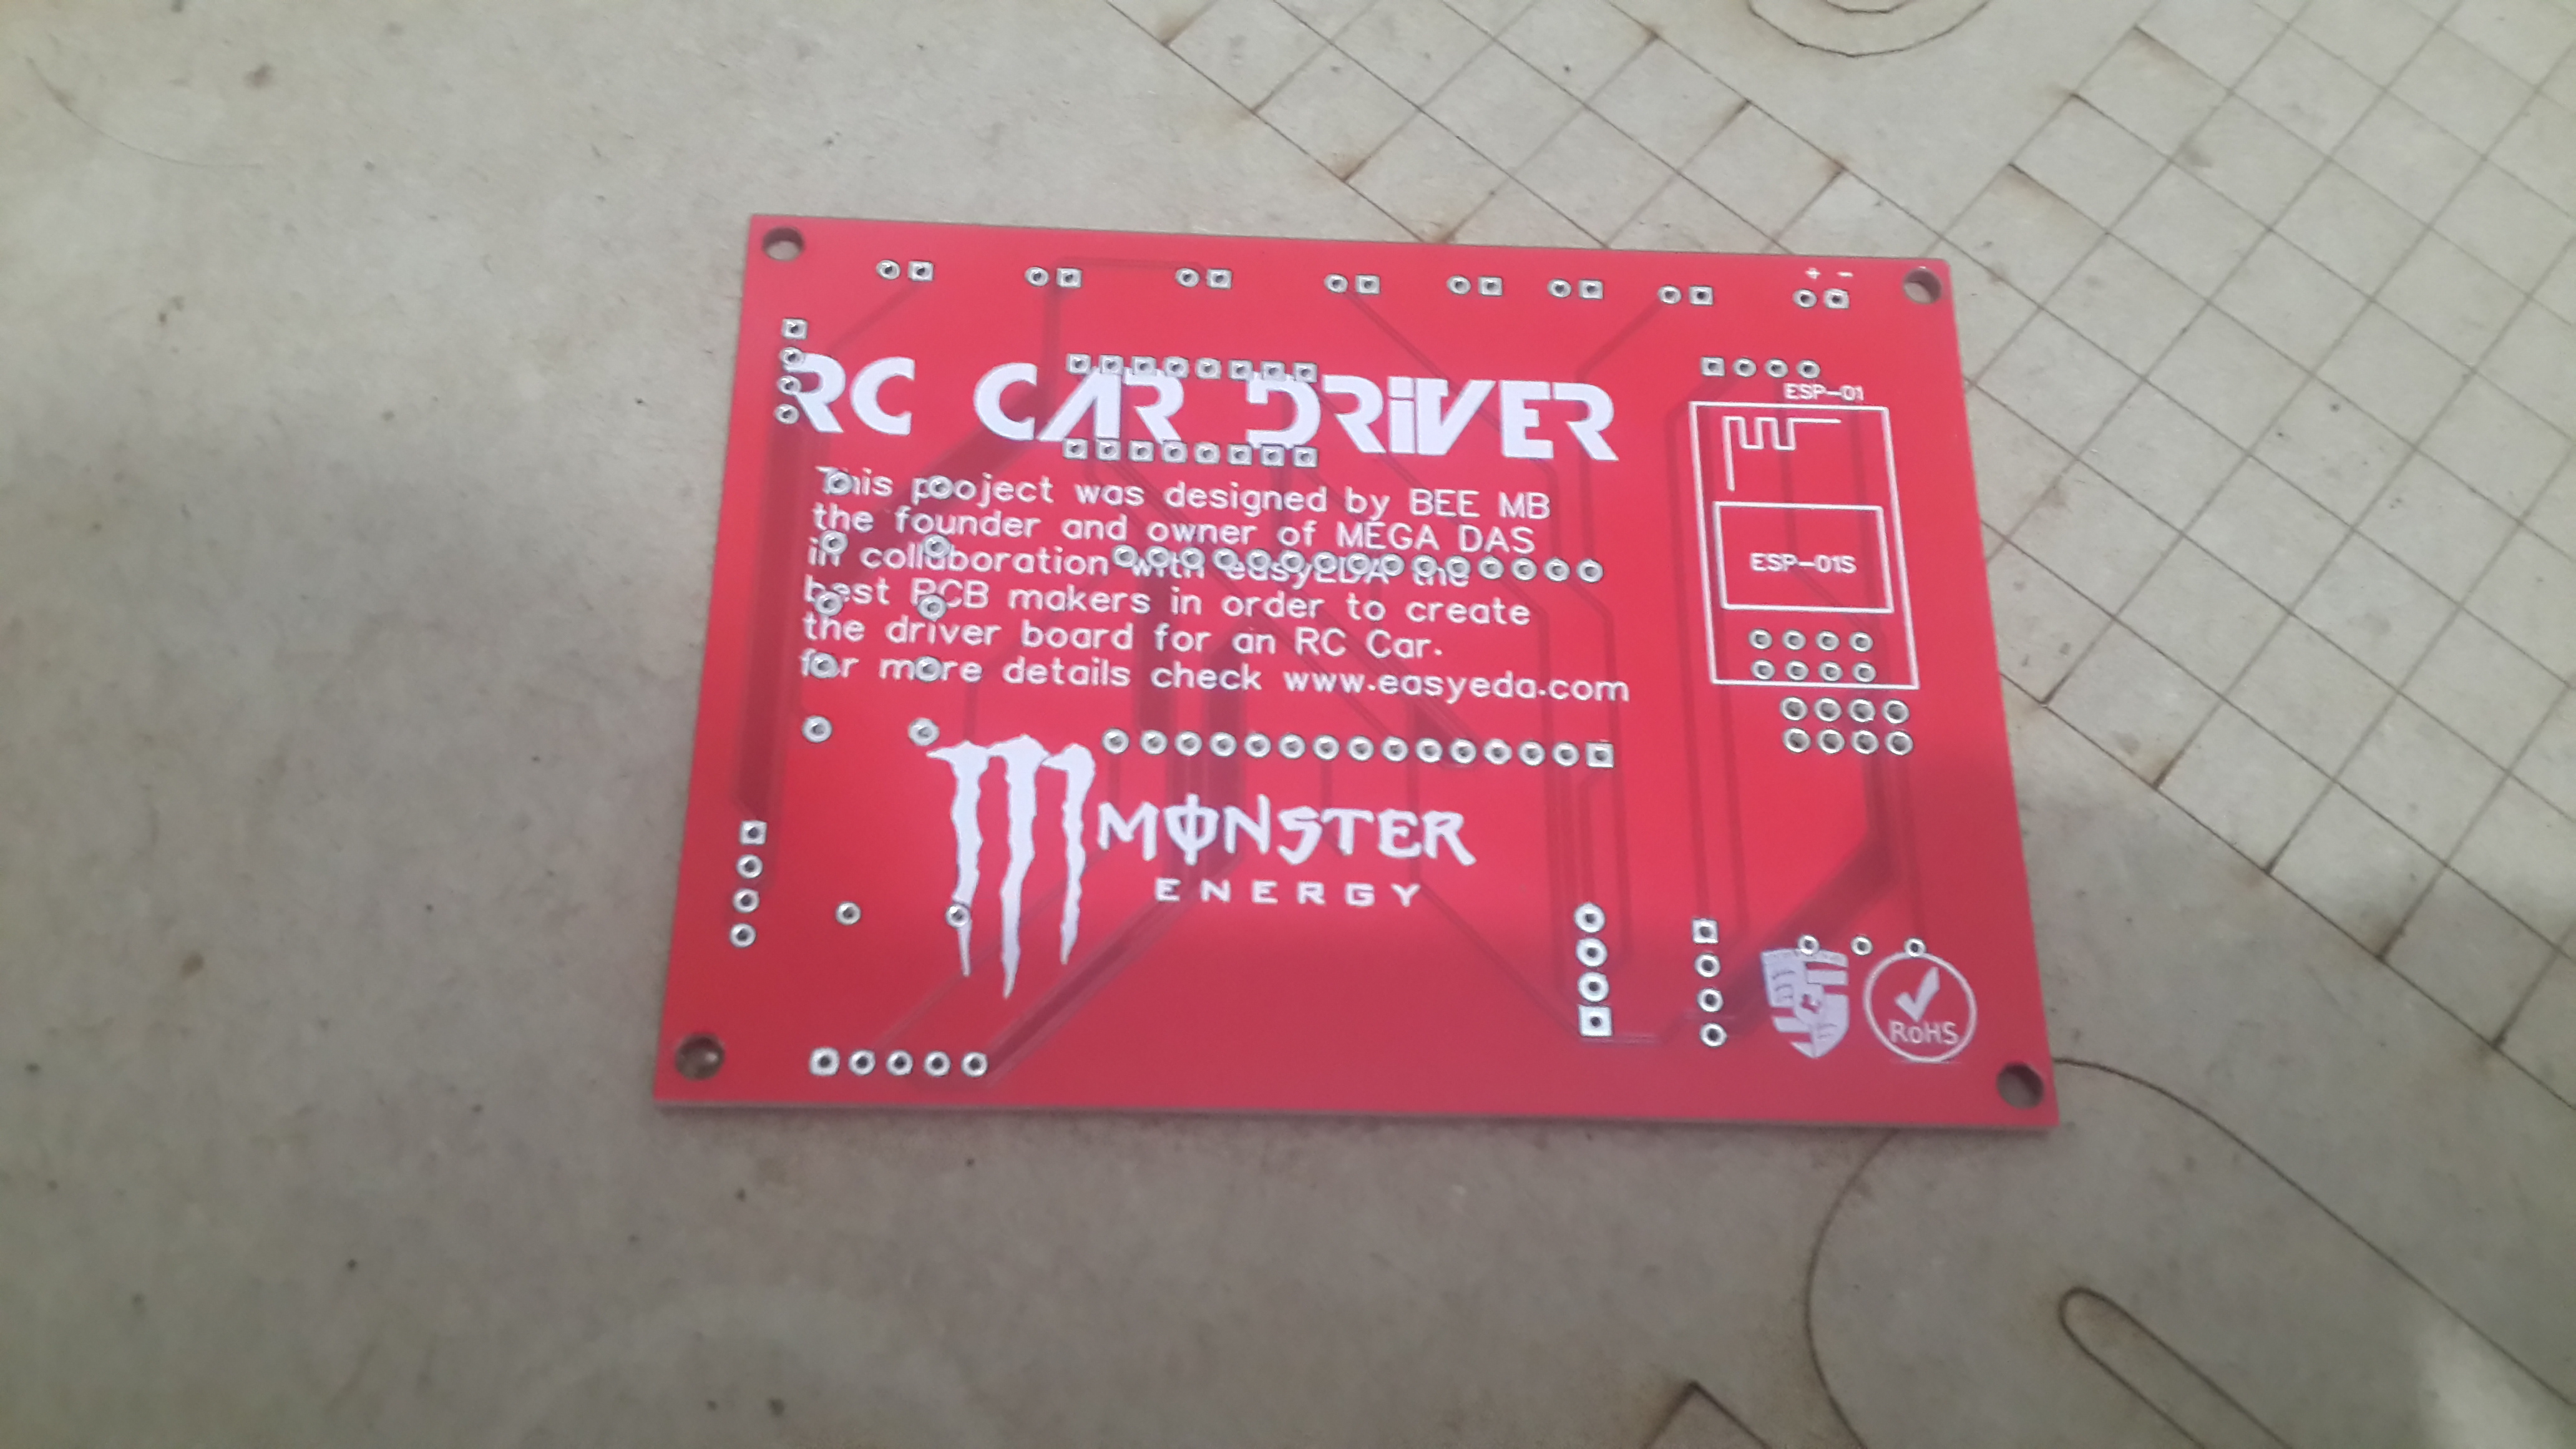 + -
RC CAR DRiVER
ESP-01
This project was designed by BEE MB
the founder and owner of MEGA DAS
in collaboration with easyEDA the
best PCB makers in order to create
the driver board for an RC Car.
for more details check www.easyeda.com
ESP-01S
MONSTER
ENERGY
RoHS